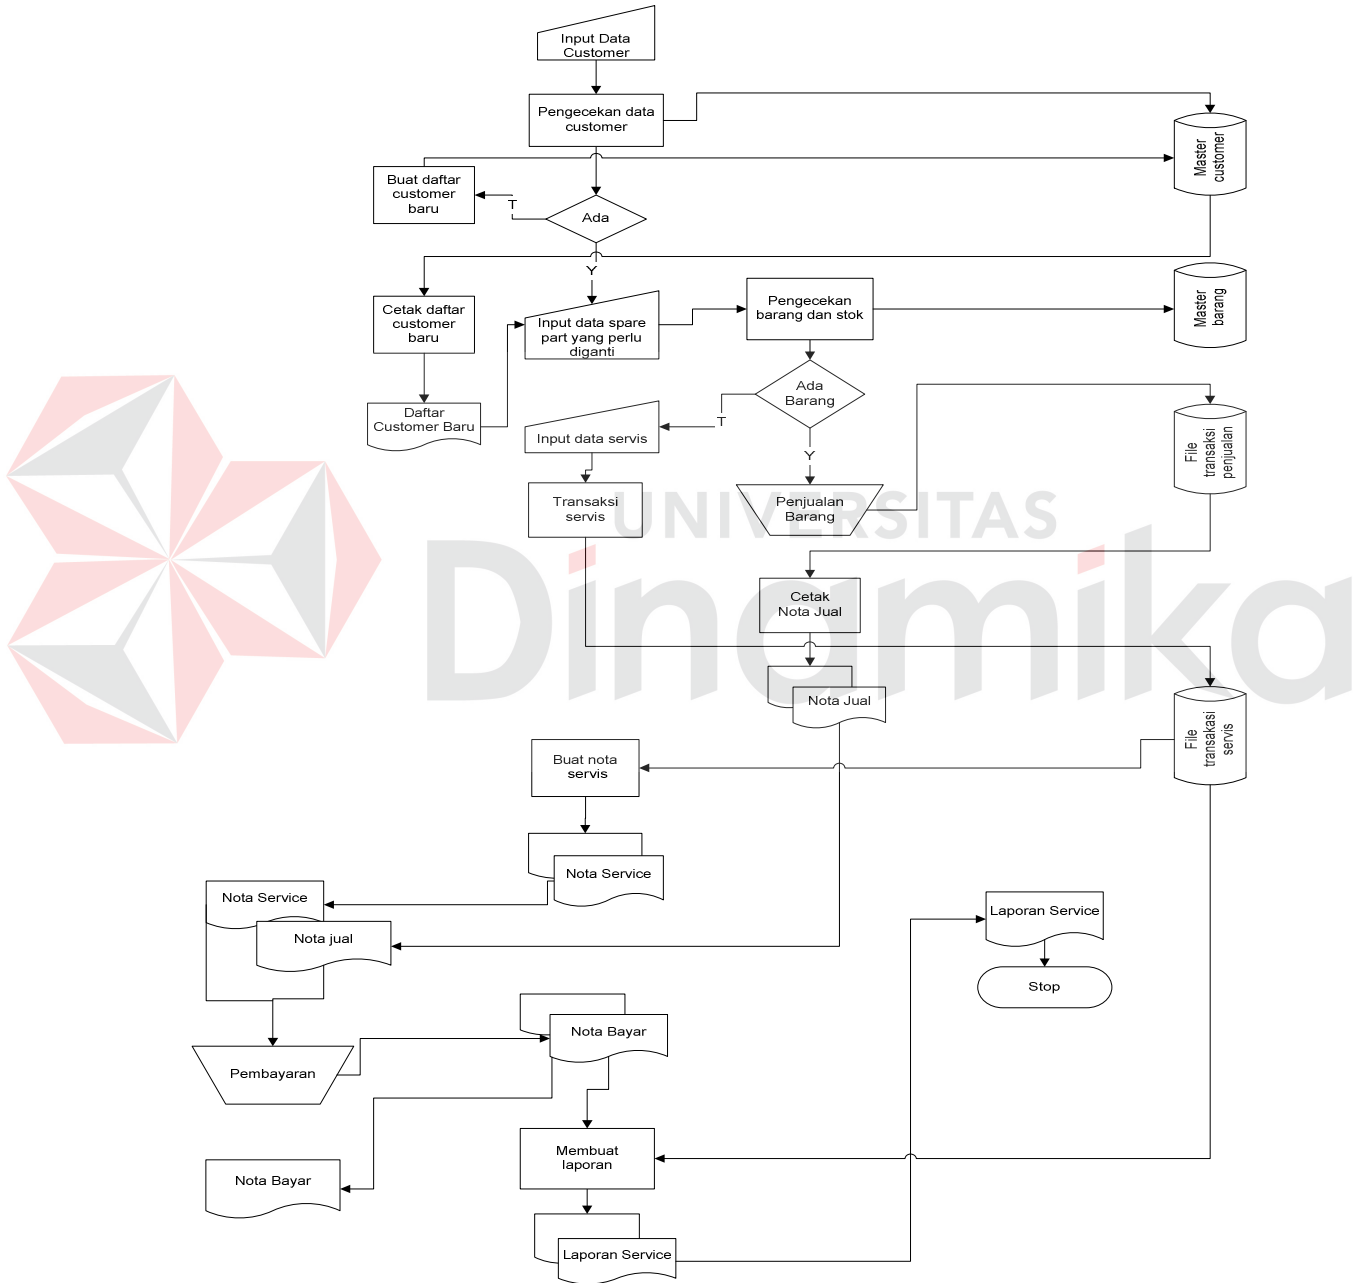 Input Data
Customer
Pengecekan data
customer
Master
customer
Buat daftar
customer
baru
T
Ada
Y
Cetak daftar
customer
baru
Input data spare
part yang perlu
diganti
Pengecekan
barang dan stok
Master
barang
Ada
Barang
Daftar
Customer Baru
T
Input data servis
Y
File
transaksi
penjualan
Transaksi
servis
Penjualan
Barang
UNIVERSITAS
Dinamika
Cetak
Nota Jual
Nota Jual
File
transakasi
servis
Buat nota
servis
Nota Service
Nota Service
Nota jual
Laporan Service
Stop
Nota Bayar
Pembayaran
Membuat
laporan
Nota Bayar
Laporan Service